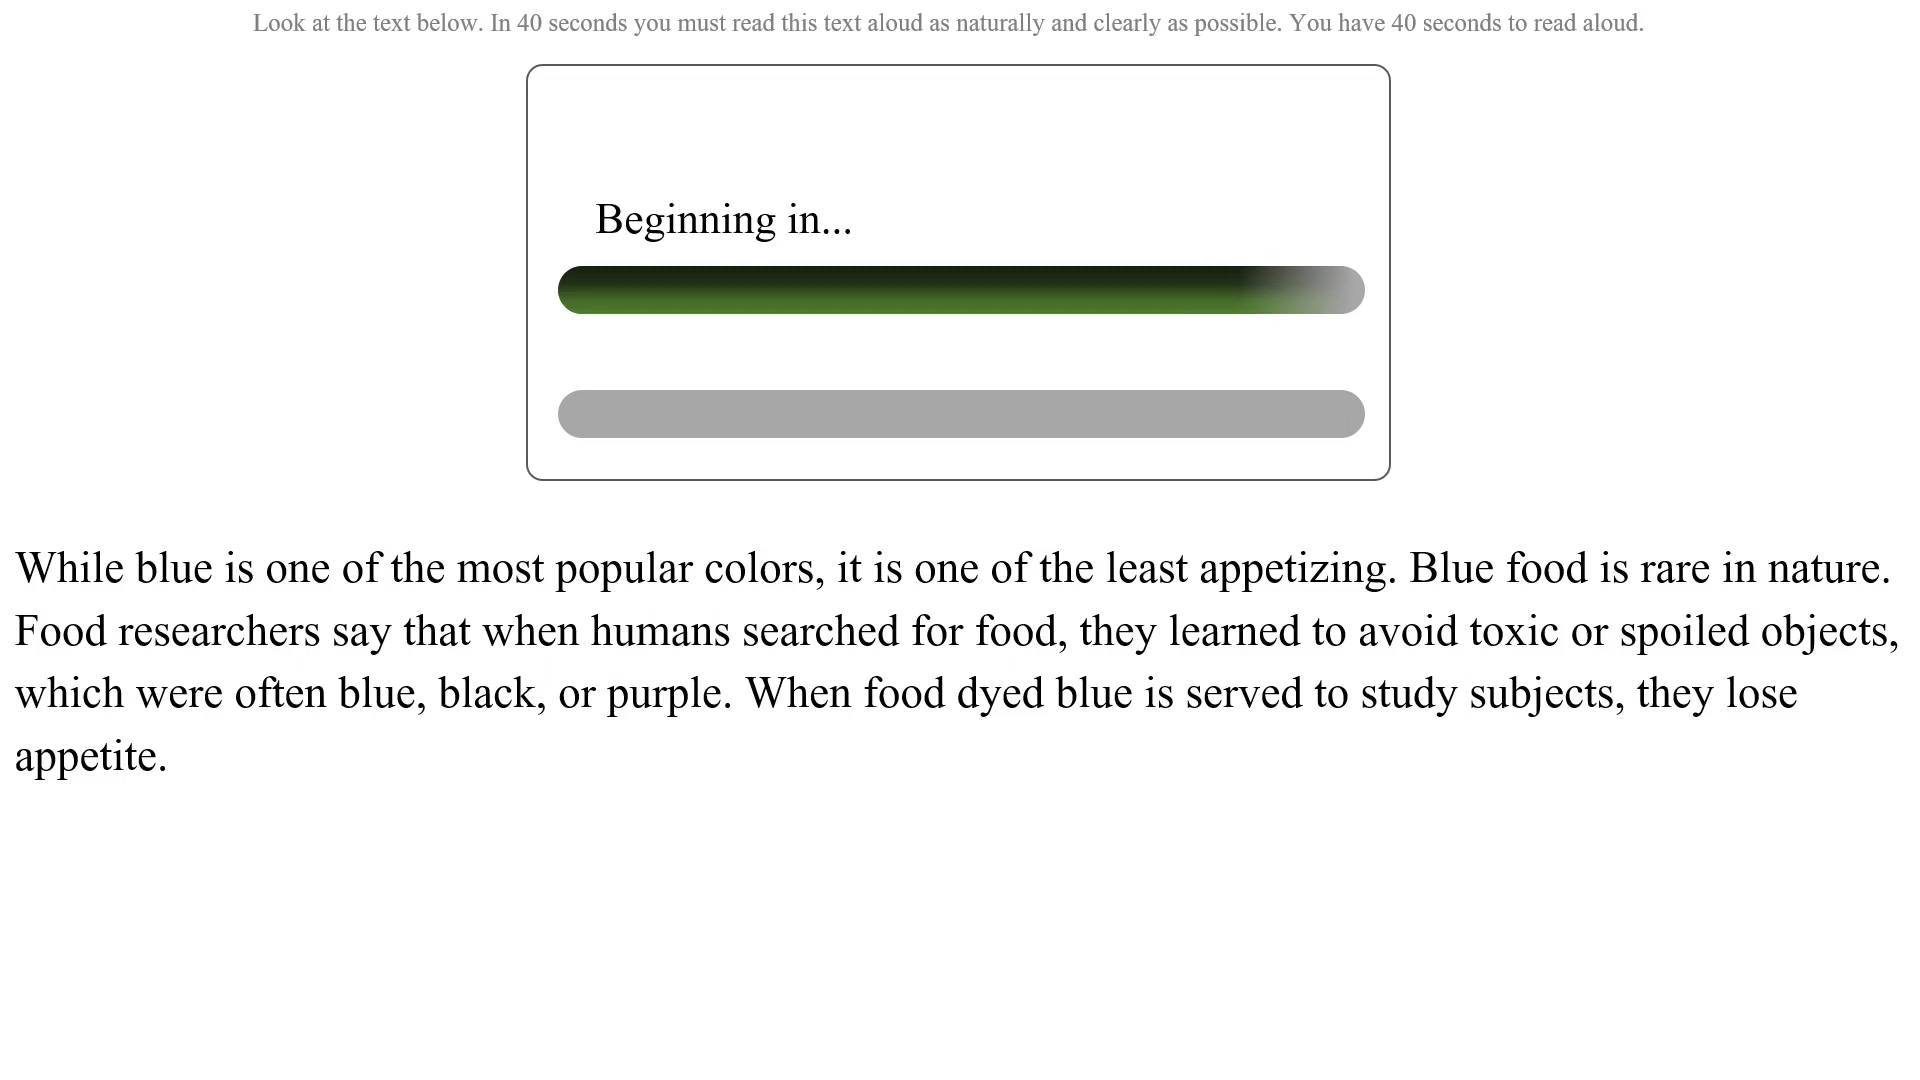 Look at the text below. In 40 seconds you must read this text aloud as naturally and clearly as possible. You have 40 seconds to read aloud.
Beginning in...
While blue is one of the most popular colors, it is one of the least appetizing. Blue food is rare in nature.
Food researchers say that when humans searched for food, they learned to avoid toxic or spoiled objects,
which were often blue, black, or purple. When food dyed blue is served to study subjects, they lose
appetite.